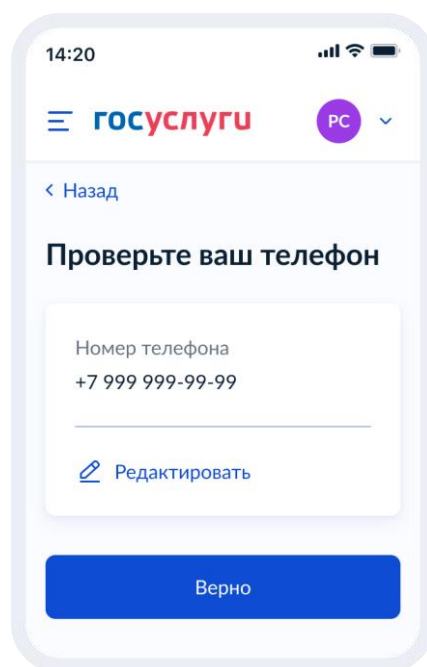 14:20
госуслуги
РС
Назад
Проверьте ваш телефон
Номер телефона
+7 999 999-99-99
Редактировать
Верно